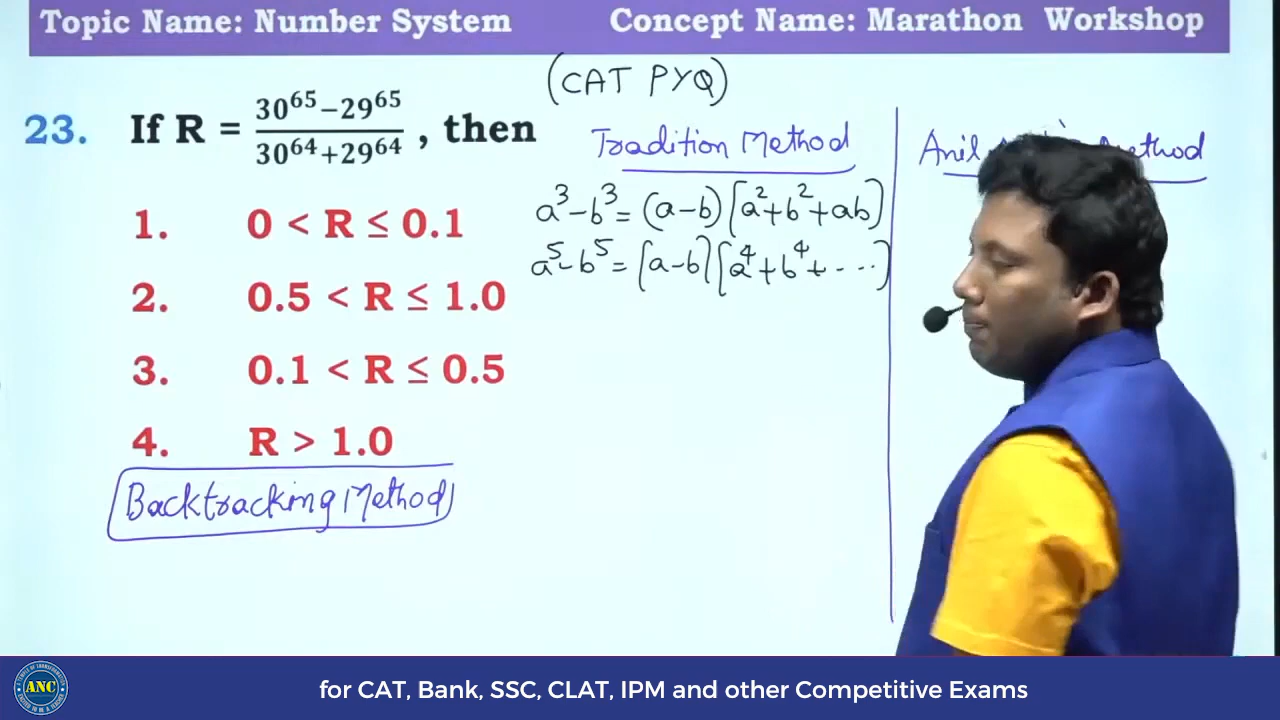 Topic Name: Number System Concept Name: Marathon Workshop
(CAT PYQ)
23. If R = (30^65 − 29^65)/(30^64 + 29^64) , then
1. 0 < R ≤ 0.1
2. 0.5 < R ≤ 1.0
3. 0.1 < R ≤ 0.5
4. R > 1.0
Backtracking Method
Tradition Method
a^3 - b^3 = (a-b) [a^2 + b^2 + ab]
a^5 - b^5 = [a-b] [a^4 + b^4 + - ...]
Anil
ethod
ANC
for CAT, Bank, SSC, CLAT, IPM and other Competitive Exams